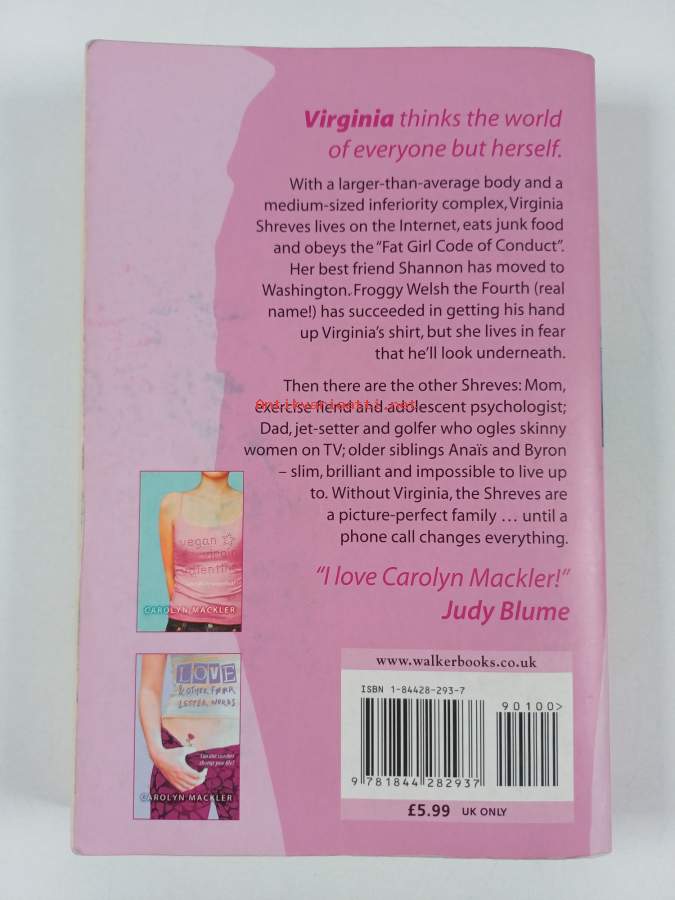 Virginia thinks the world
of everyone but herself.
With a larger-than-average body and a
medium-sized inferiority complex, Virginia
Shreves lives on the Internet, eats junk food
and obeys the “Fat Girl Code of Conduct”.
Her best friend Shannon has moved to
Washington. Froggy Welsh the Fourth (real
name!) has succeeded in getting his hand
up Virginia’s shirt, but she lives in fear
that he’ll look underneath.
Then there are the other Shreves: Mom,
exercise fiend and adolescent psychologist;
Antikvariaatti.net
Dad, jet-setter and golfer who ogles skinny
women on TV; older siblings Anaïs and Byron
– slim, brilliant and impossible to live up
to. Without Virginia, the Shreves are
a picture-perfect family … until a
phone call changes everything.
“I love Carolyn Mackler!”
Judy Blume
vegan
virgin
valentine
CAROLYN MACKLER
LOVE
& OTHER FOUR
LETTER WORDS
CAROLYN MACKLER
www.walkerbooks.co.uk
ISBN 1-84428-293-7
90100>
9 781844 282937
£5.99 UK ONLY